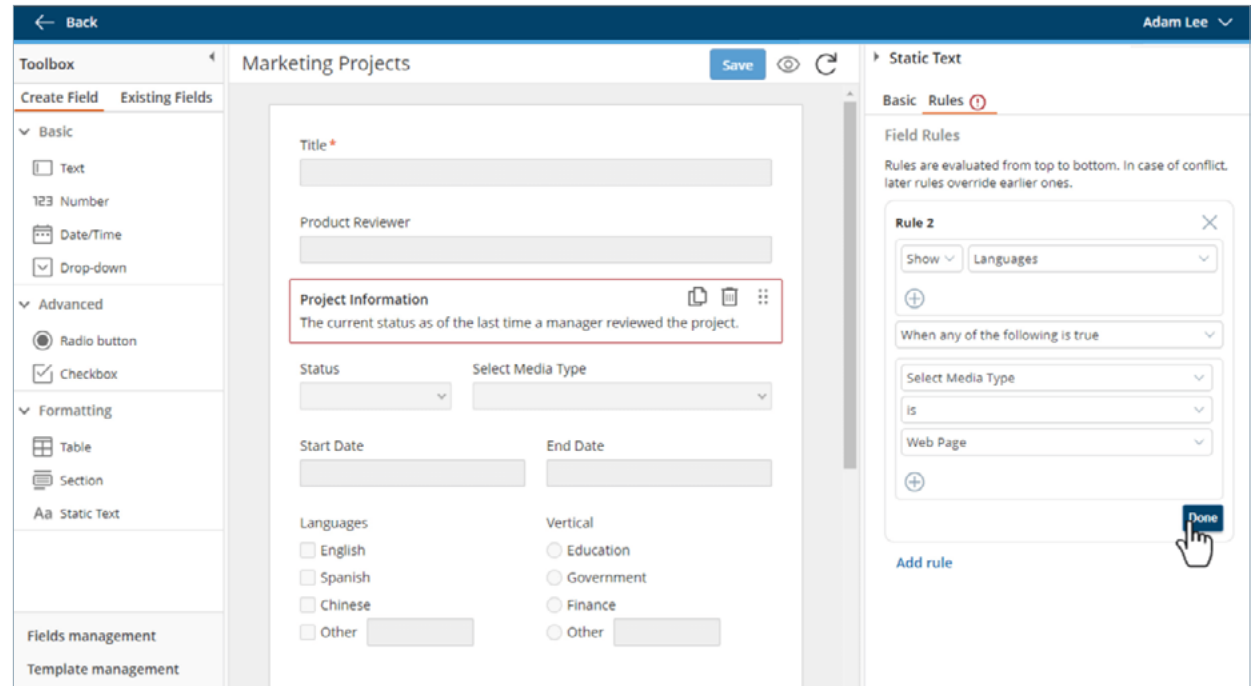 Back
Adam Lee
Toolbox
Create Field Existing Fields
Basic
Text
123 Number
Date/Time
Drop-down
Advanced
Radio button
Checkbox
Formatting
Table
Section
Aa Static Text
Fields management
Template management
Marketing Projects
Save
Title *
Product Reviewer
Project Information
The current status as of the last time a manager reviewed the project.
Status Select Media Type
Start Date End Date
Languages Vertical
English Education
Spanish Government
Chinese Finance
Other Other
Static Text
Basic Rules
Field Rules
Rules are evaluated from top to bottom. In case of conflict,
later rules override earlier ones.
Rule 2
Show Languages
When any of the following is true
Select Media Type
is
Web Page
Done
Add rule